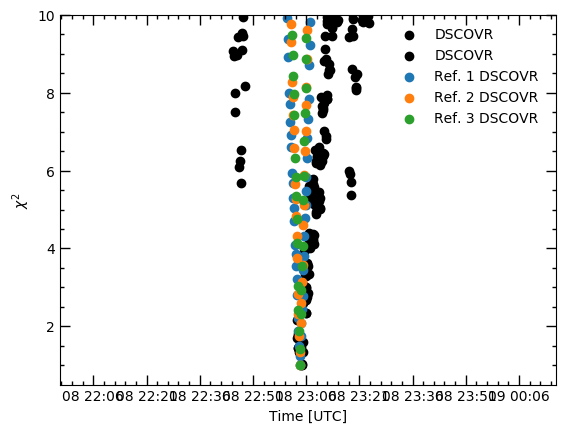 10
DSCOVR
DSCOVR
Ref. 1 DSCOVR
8
Ref. 2 DSCOVR
Ref. 3 DSCOVR
6
χ²
4
2
08 22:06 08 22:21 08 22:36 08 22:51 08 23:06 08 23:21 08 23:36 08 23:51 09 00:06
Time [UTC]